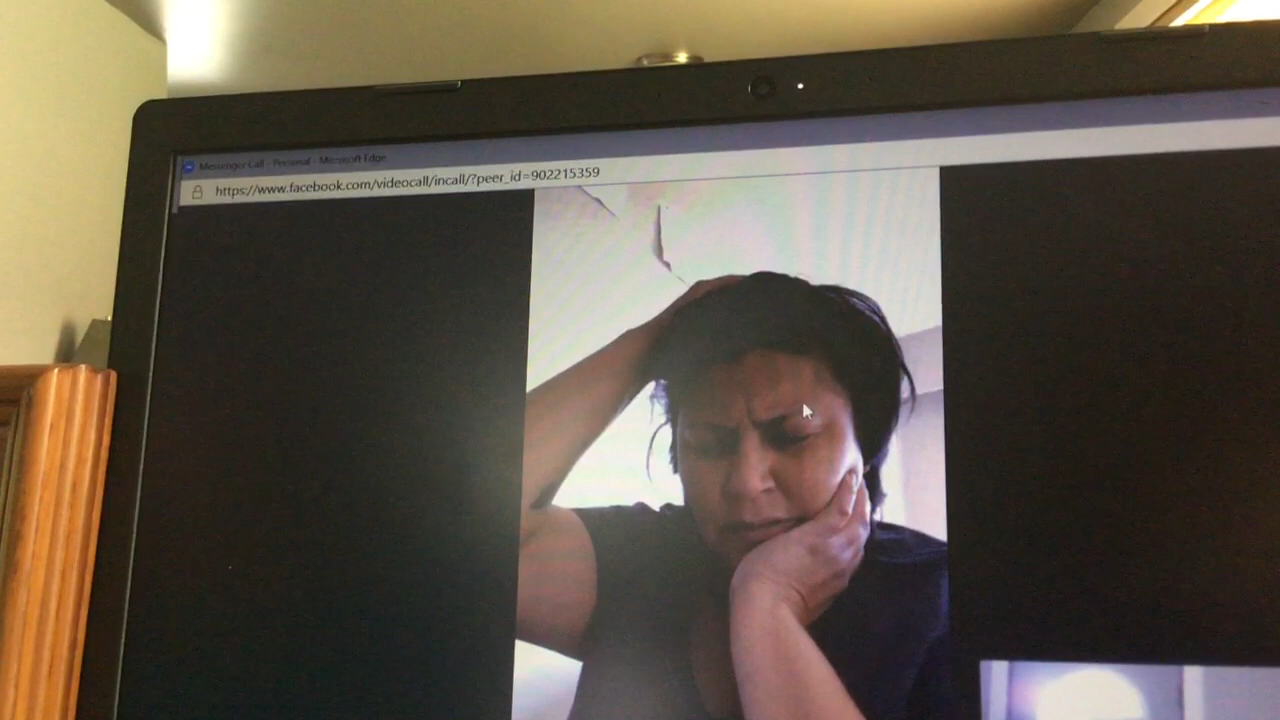 Messenger Call - Personal - Microsoft Edge
https://www.facebook.com/videocall/incall/?peer_id=902215359